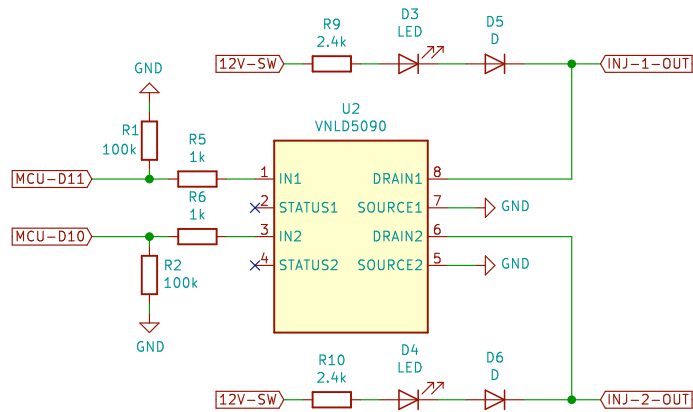 R9
2.4k
D3
LED
D5
D
12V-SW
INJ-1-OUT
GND
U2
VNLD5090
R1
100k
R5
1k
MCU-D11
1
IN1
DRAIN1
8
R6
1k
2
STATUS1
SOURCE1
7
GND
MCU-D10
3
IN2
DRAIN2
6
R2
100k
4
STATUS2
SOURCE2
5
GND
GND
R10
2.4k
D4
LED
D6
D
12V-SW
INJ-2-OUT